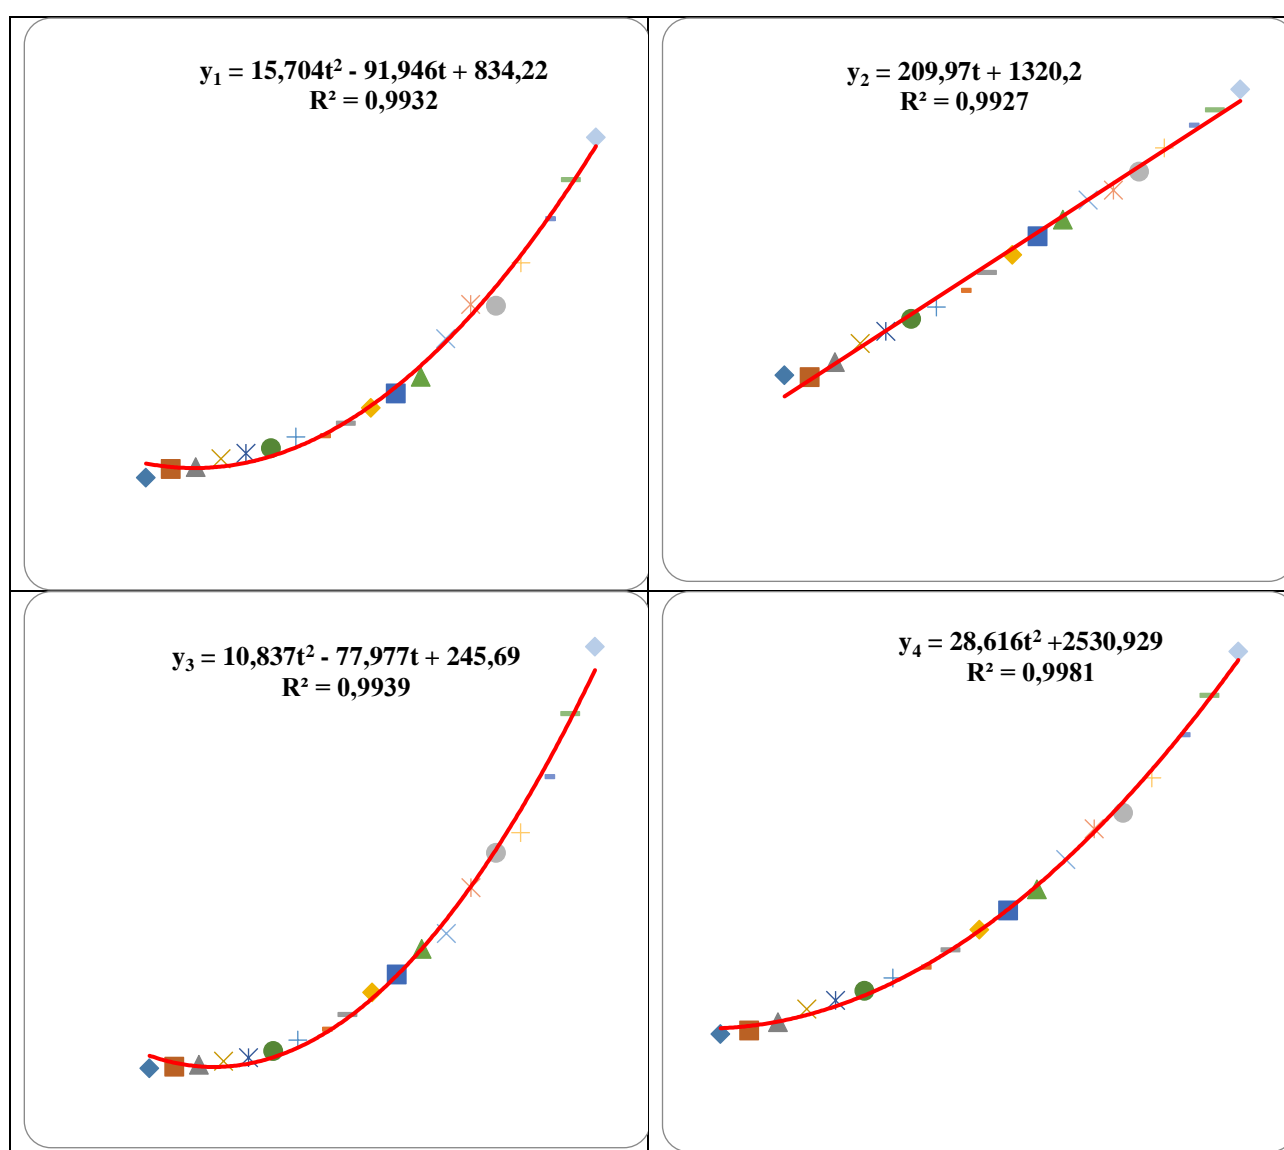 y₁ = 15,704t² - 91,946t + 834,22
R² = 0,9932
y₂ = 209,97t + 1320,2
R² = 0,9927
y₃ = 10,837t² - 77,977t + 245,69
R² = 0,9939
y₄ = 28,616t² +2530,929
R² = 0,9981